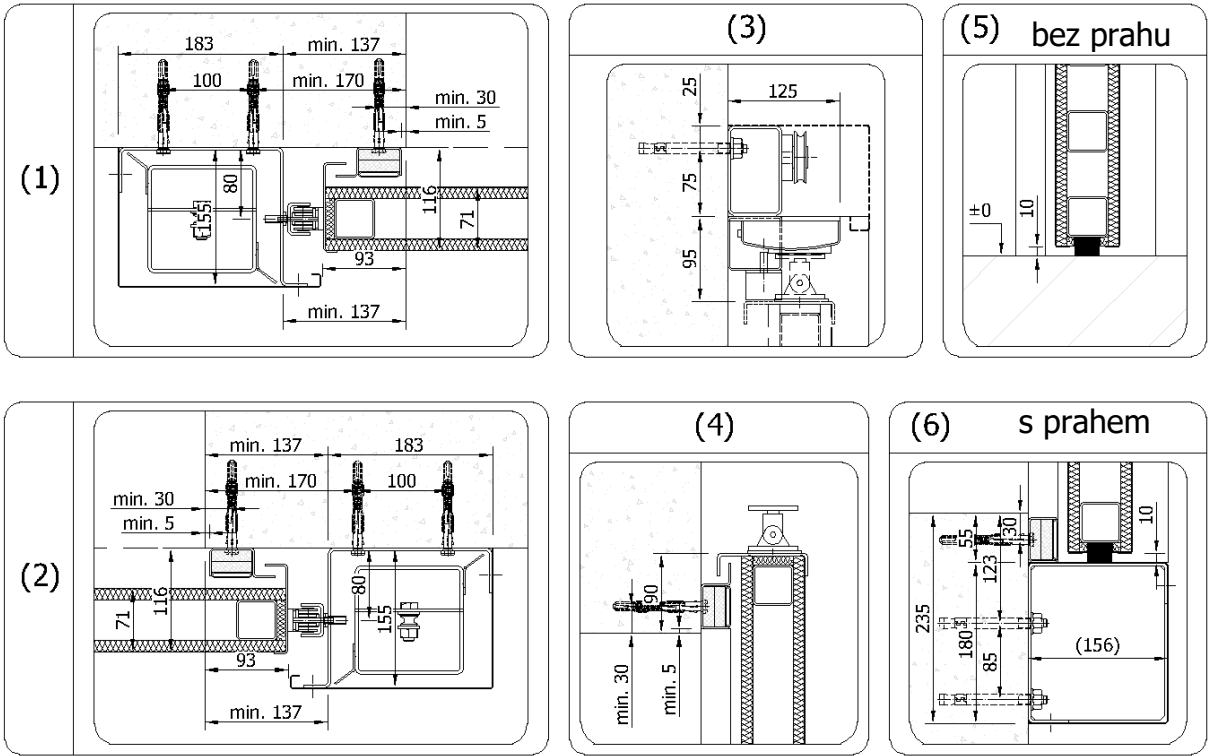 (1)
183
min. 137
100
min. 170
min. 30
min. 5
80
155
116
71
93
min. 137
(3)
25
125
75
95
(5) bez prahu
±0
10
(2)
min. 137
183
min. 170
100
min. 30
min. 5
71
116
80
155
93
min. 137
(4)
90
min. 30
min. 5
(6) s prahem
235
55
30
123
10
180
85
(156)